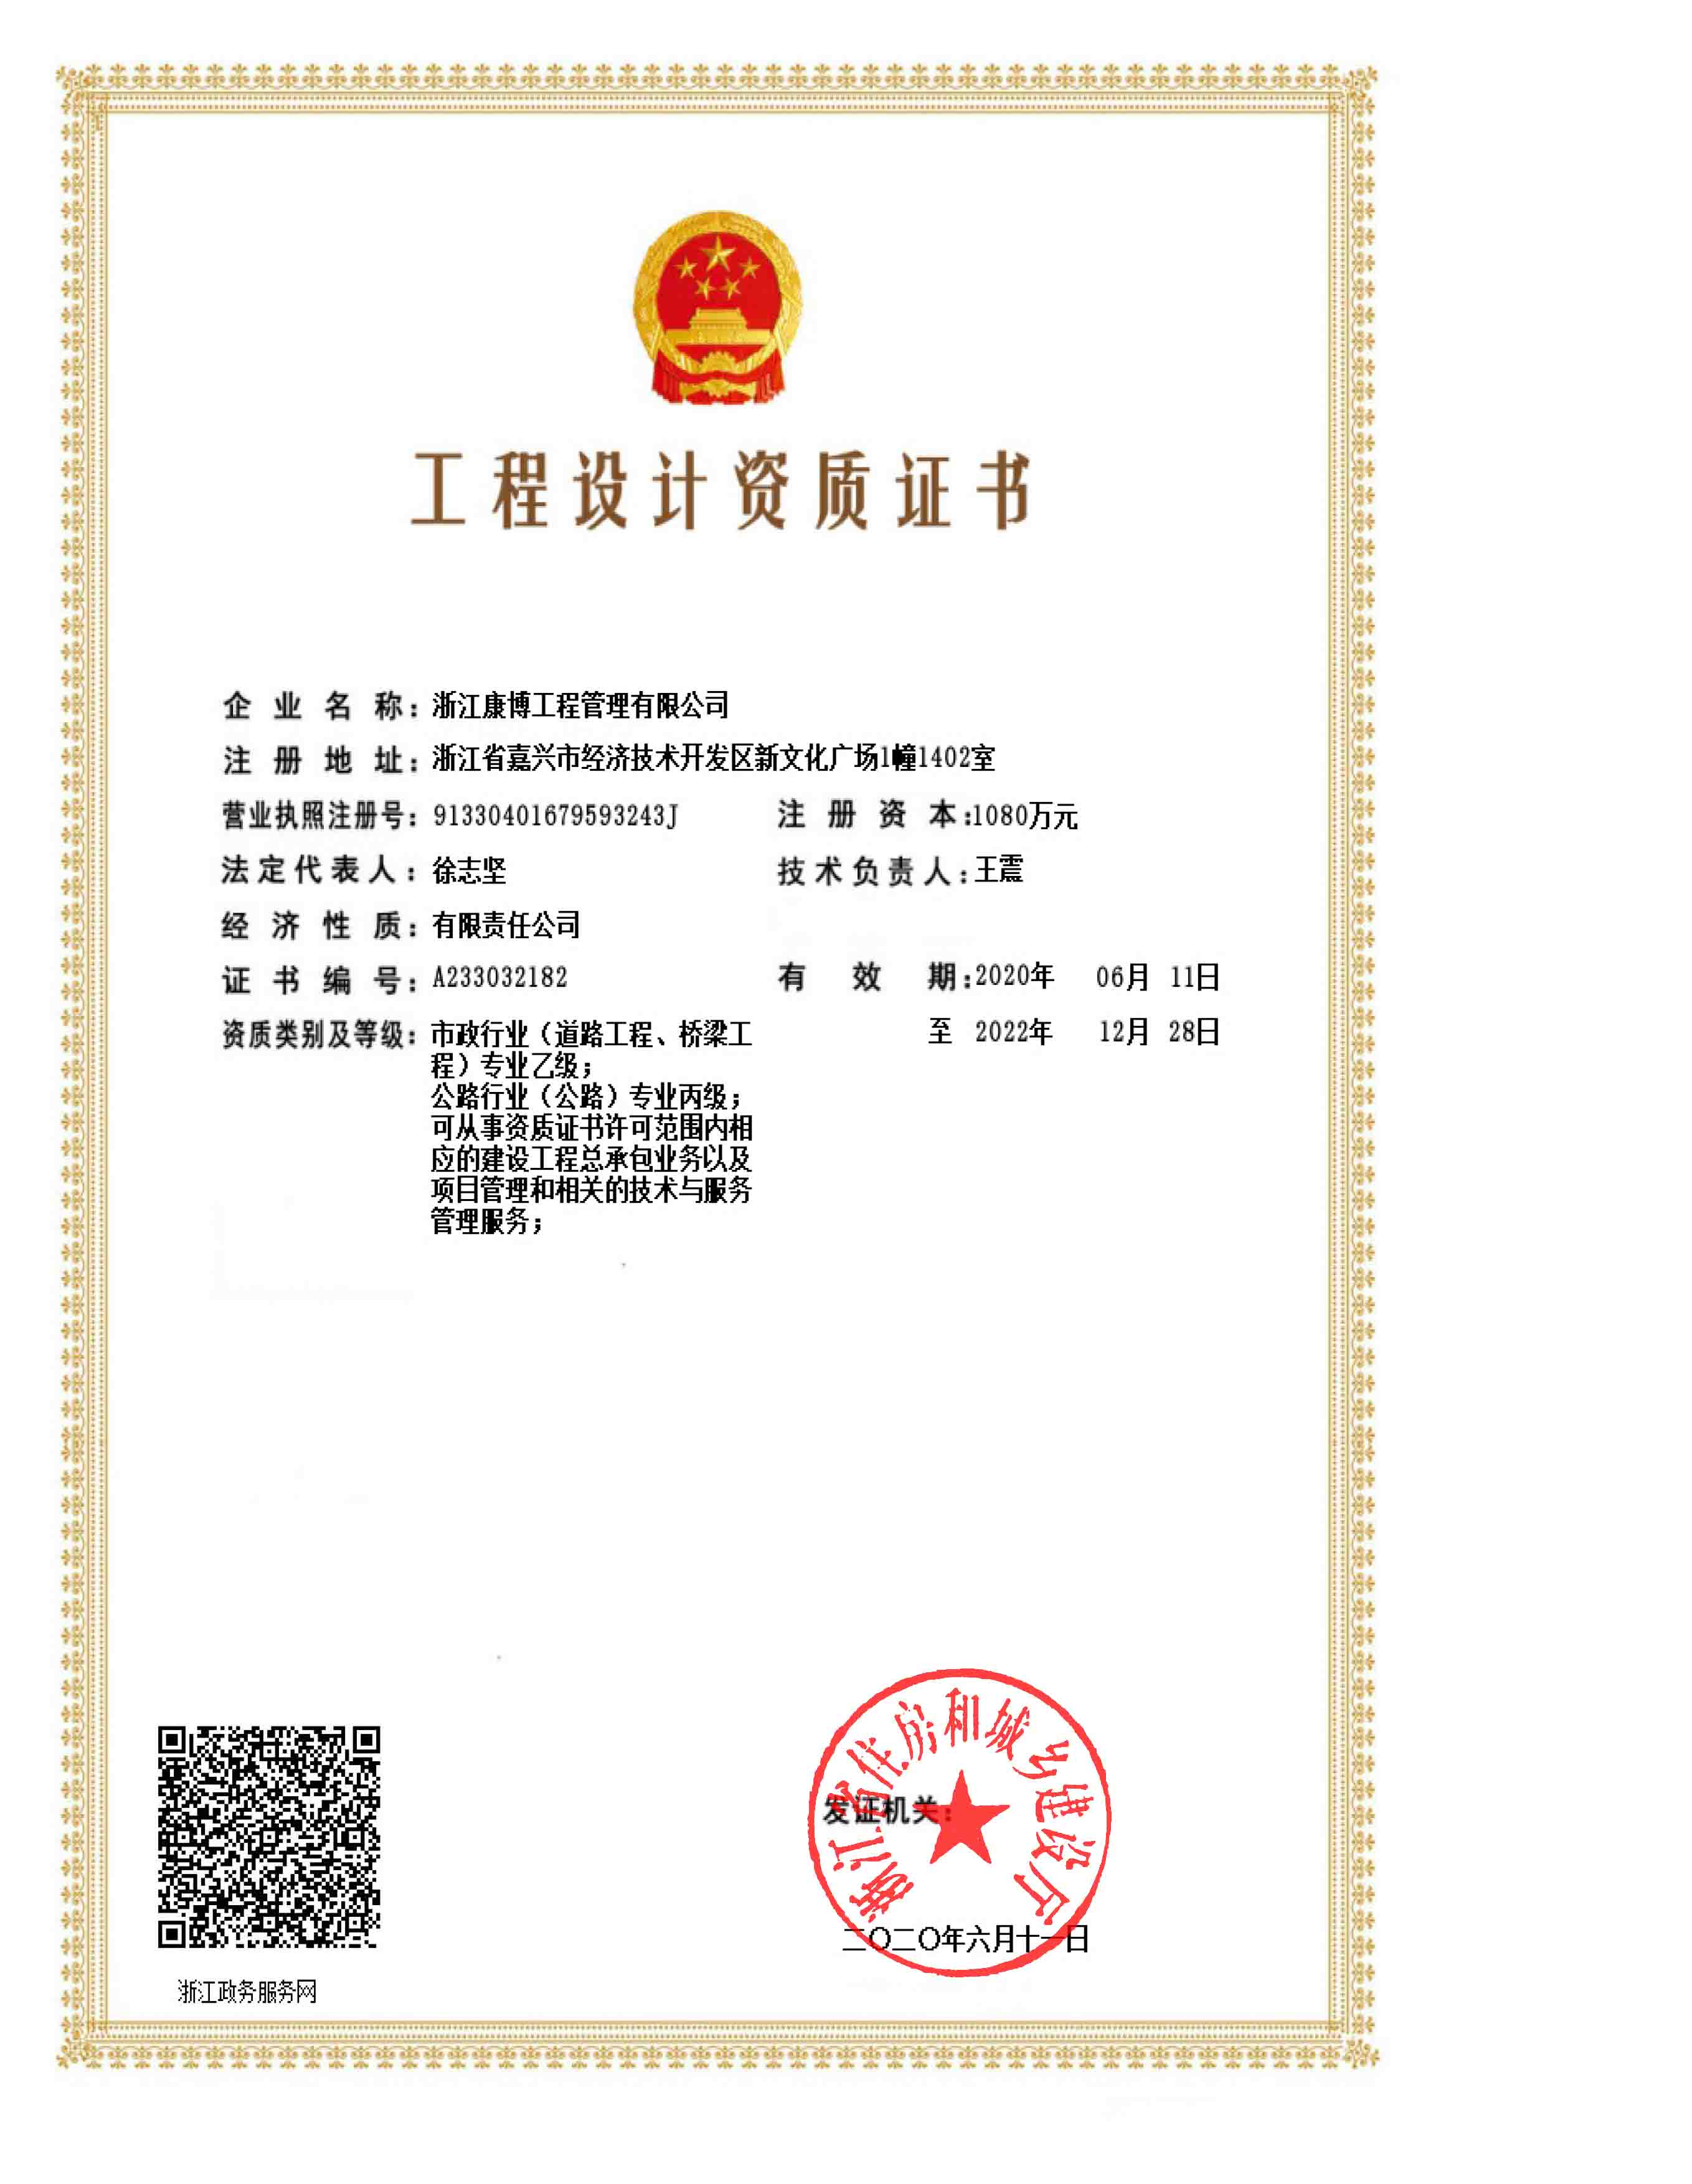 工程设计资质证书
企业名称：浙江康博工程管理有限公司
注册地址：浙江省嘉兴市经济技术开发区新文化广场1幢1402室
营业执照注册号：91330401679593243J 注册资本：1080万元
法定代表人：徐志坚 技术负责人：王震
经济性质：有限责任公司
证书编号：A233032182 有效期：2020年 06月 11日
至 2022年 12月 28日
资质类别及等级：市政行业（道路工程、桥梁工
程）专业乙级；
公路行业（公路）专业丙级；
可从事资质证书许可范围内相
应的建设工程总承包业务以及
项目管理和相关的技术与服务
管理服务；
浙江省住房和城乡建设厅
发证机关：
二〇二〇年六月十一日
浙江政务服务网